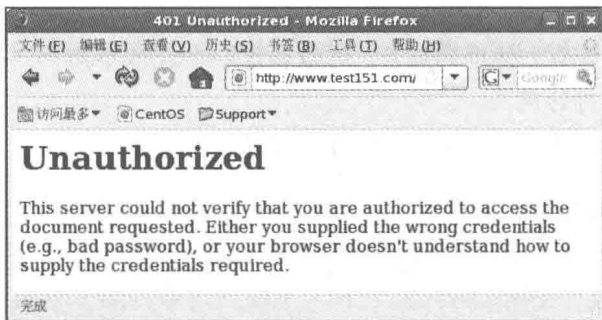 401 Unauthorized - Mozilla Firefox
文件(F) 编辑(E) 查看(V) 历史(S) 书签(B) 工具(T) 帮助(H)
http://www.test151.com/ Google
访问最多 CentOS Support
Unauthorized
This server could not verify that you are authorized to access the
document requested. Either you supplied the wrong credentials
(e.g., bad password), or your browser doesn't understand how to
supply the credentials required.
完成